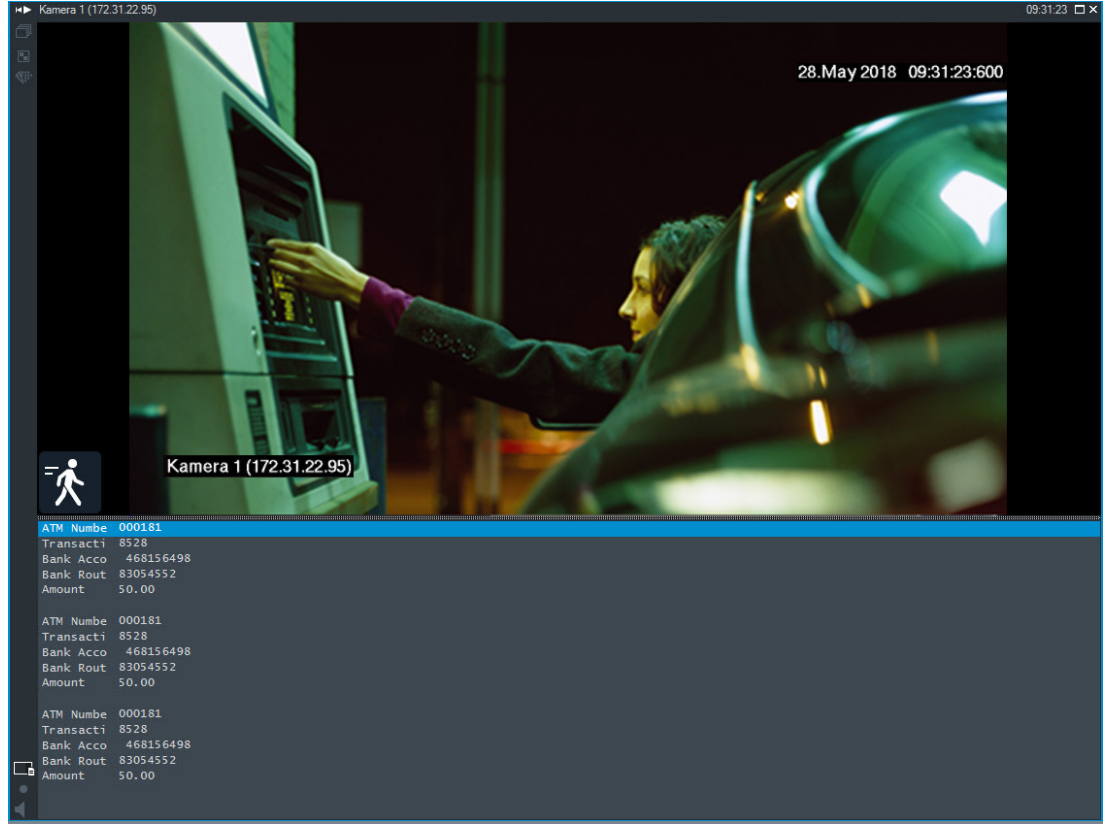 Kamera 1 (172.31.22.95) 09:31:23
28.May 2018 09:31:23:600
Kamera 1 (172.31.22.95)
ATM Numbe 000181
Transacti 8528
Bank Acco 468156498
Bank Rout 83054552
Amount 50.00
ATM Numbe 000181
Transacti 8528
Bank Acco 468156498
Bank Rout 83054552
Amount 50.00
ATM Numbe 000181
Transacti 8528
Bank Acco 468156498
Bank Rout 83054552
Amount 50.00